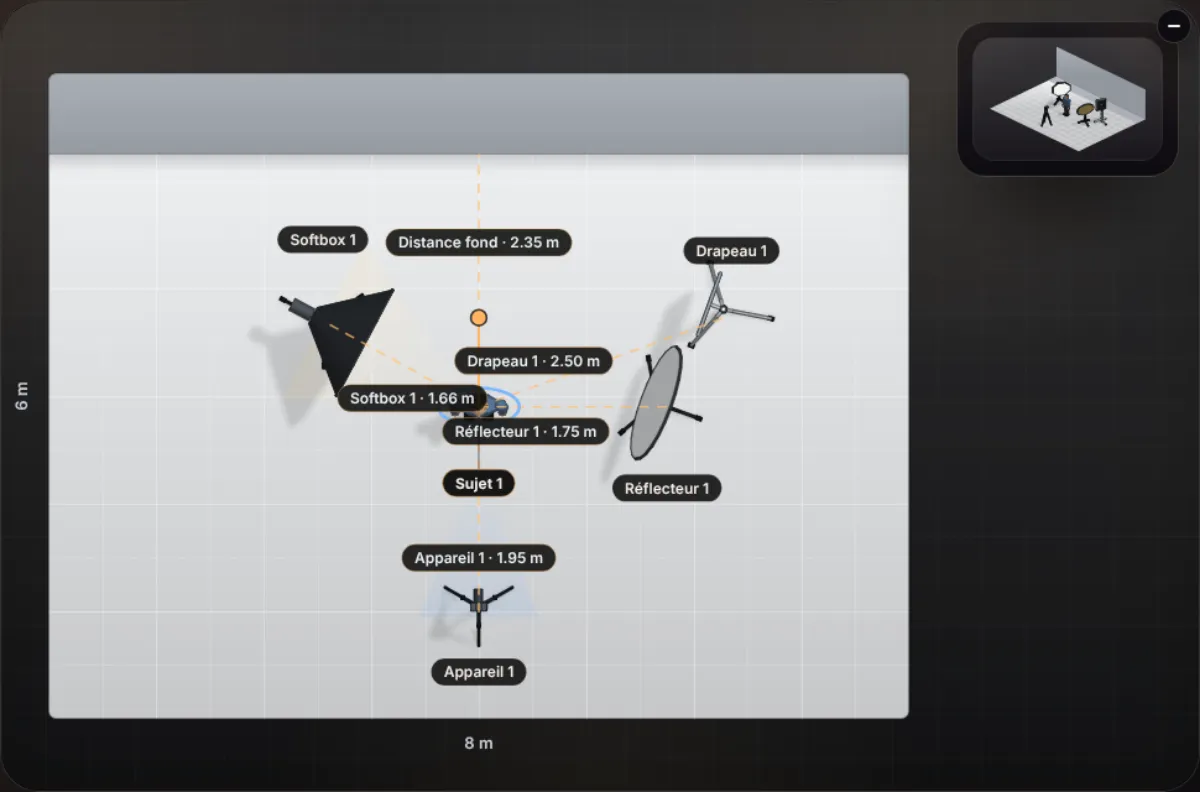 Softbox 1
Distance fond · 2.35 m
Drapeau 1
Drapeau 1 · 2.50 m
Softbox 1 · 1.66 m
6 m
Réflecteur 1 · 1.75 m
Sujet 1
Réflecteur 1
Appareil 1 · 1.95 m
Appareil 1
8 m